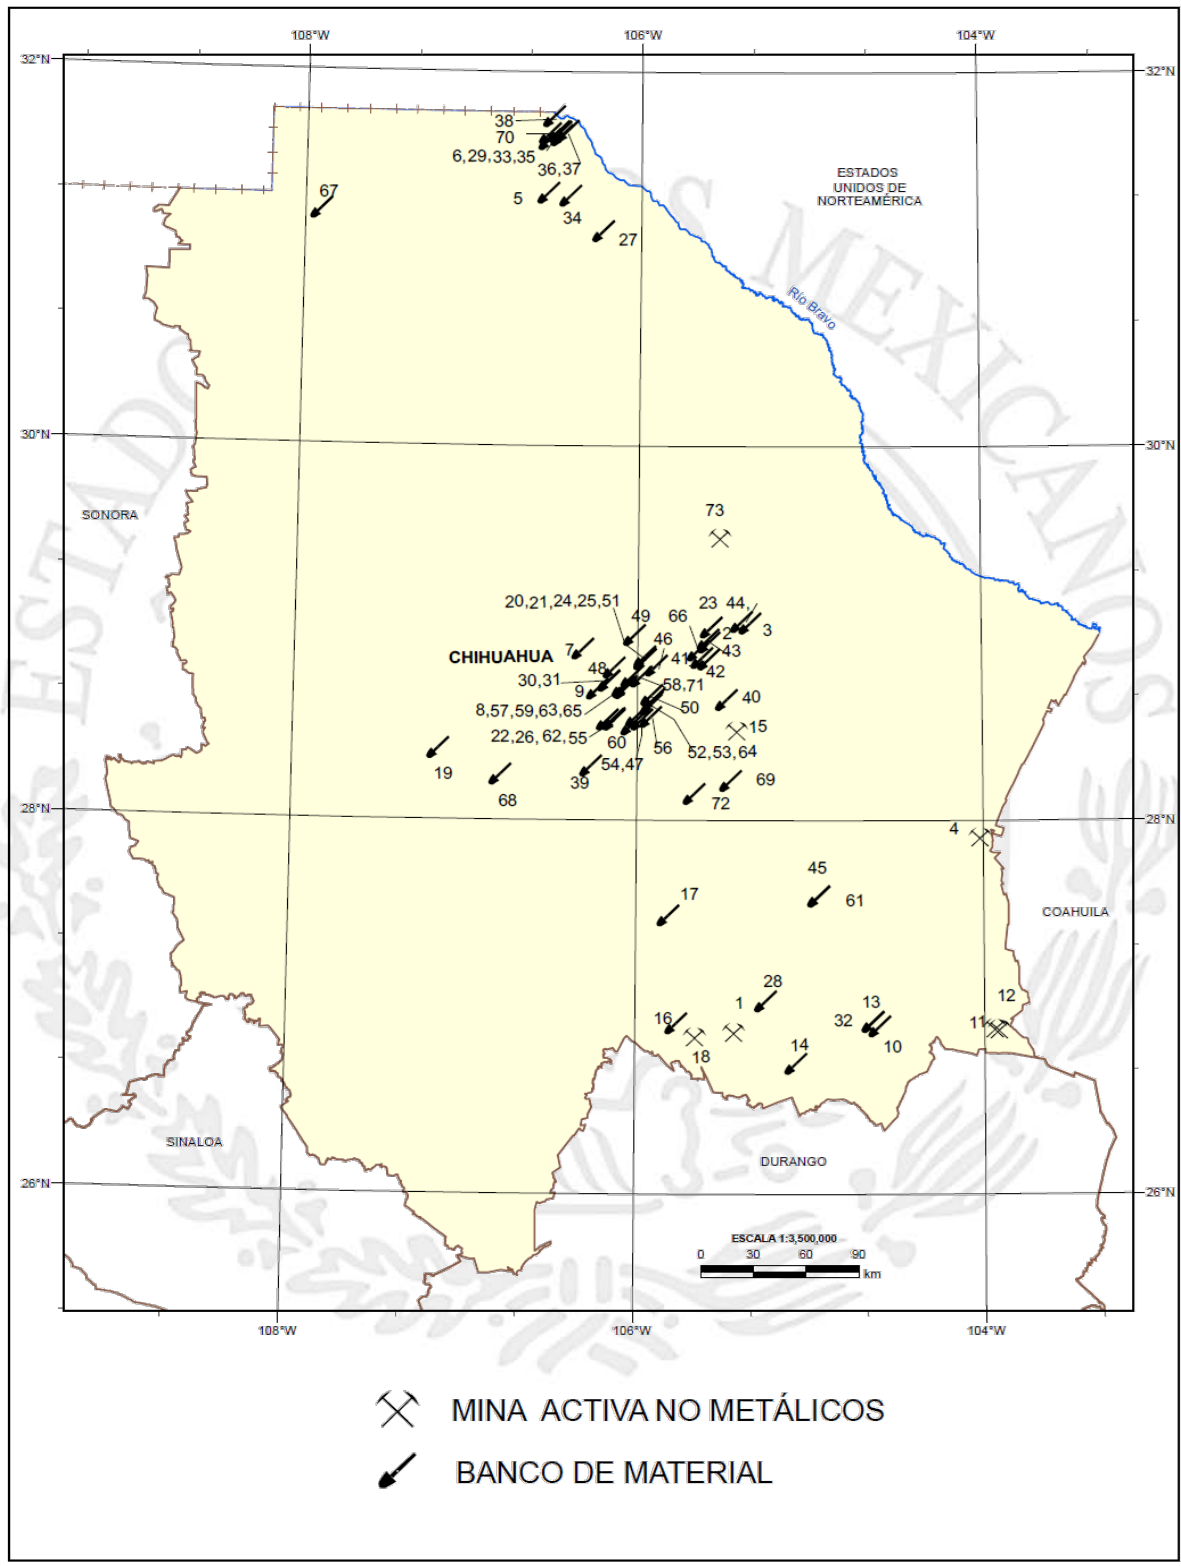 108°W 106°W 104°W
32°N 32°N
38
70
6,29,33,35
36,37
ESTADOS
UNIDOS DE
NORTEAMÉRICA
67
5
34
27
Río Bravo
30°N 30°N
SONORA
73
20,21,24,25,51
49
66
23
44,
3
2
7
46
43
CHIHUAHUA
48
41
42
30,31
9
58,71
40
8,57,59,63,65
50
15
22,26, 62,55
60
56
52,53,64
54,47
19
39
69
68
72
28°N 28°N
4
45
17
61
COAHUILA
28
1
12
13
16
32
11
10
18
14
SINALOA
DURANGO
26°N 26°N
ESCALA 1:3,500,000
0 30 60 90
km
108°W 106°W 104°W
MINA ACTIVA NO METÁLICOS
BANCO DE MATERIAL
ESTADOS MEXICANOS